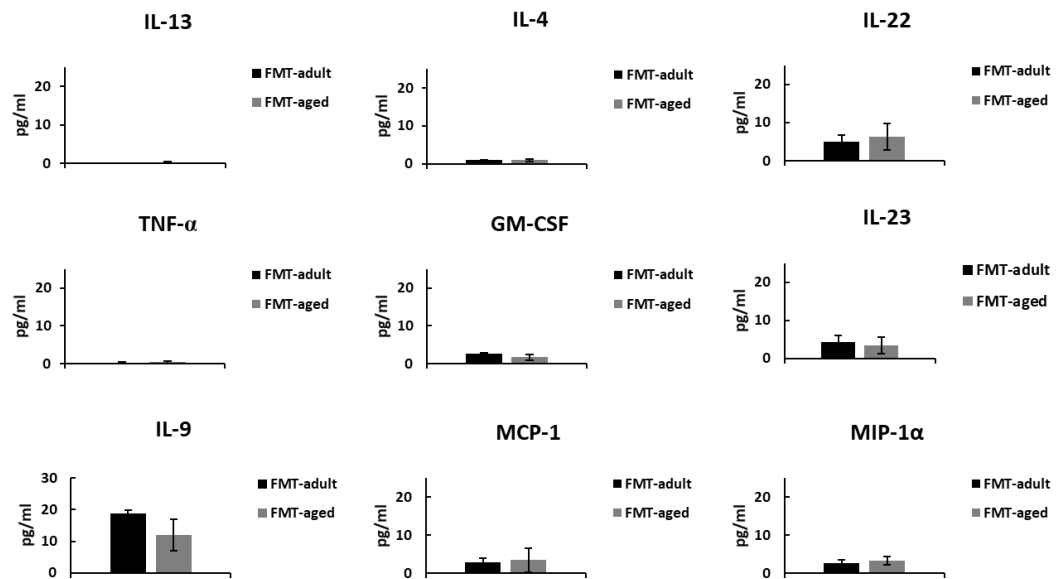 IL-13
pg/ml
20
10
0
FMT-adult
FMT-aged
IL-4
pg/ml
20
10
0
FMT-adult
FMT-aged
IL-22
pg/ml
20
10
0
FMT-adult
FMT-aged
TNF-α
pg/ml
20
10
0
FMT-adult
FMT-aged
GM-CSF
pg/ml
20
10
0
FMT-adult
FMT-aged
IL-23
pg/ml
20
10
0
FMT-adult
FMT-aged
IL-9
pg/ml
30
20
10
0
FMT-adult
FMT-aged
MCP-1
pg/ml
20
10
0
FMT-adult
FMT-aged
MIP-1α
pg/ml
20
10
0
FMT-adult
FMT-aged